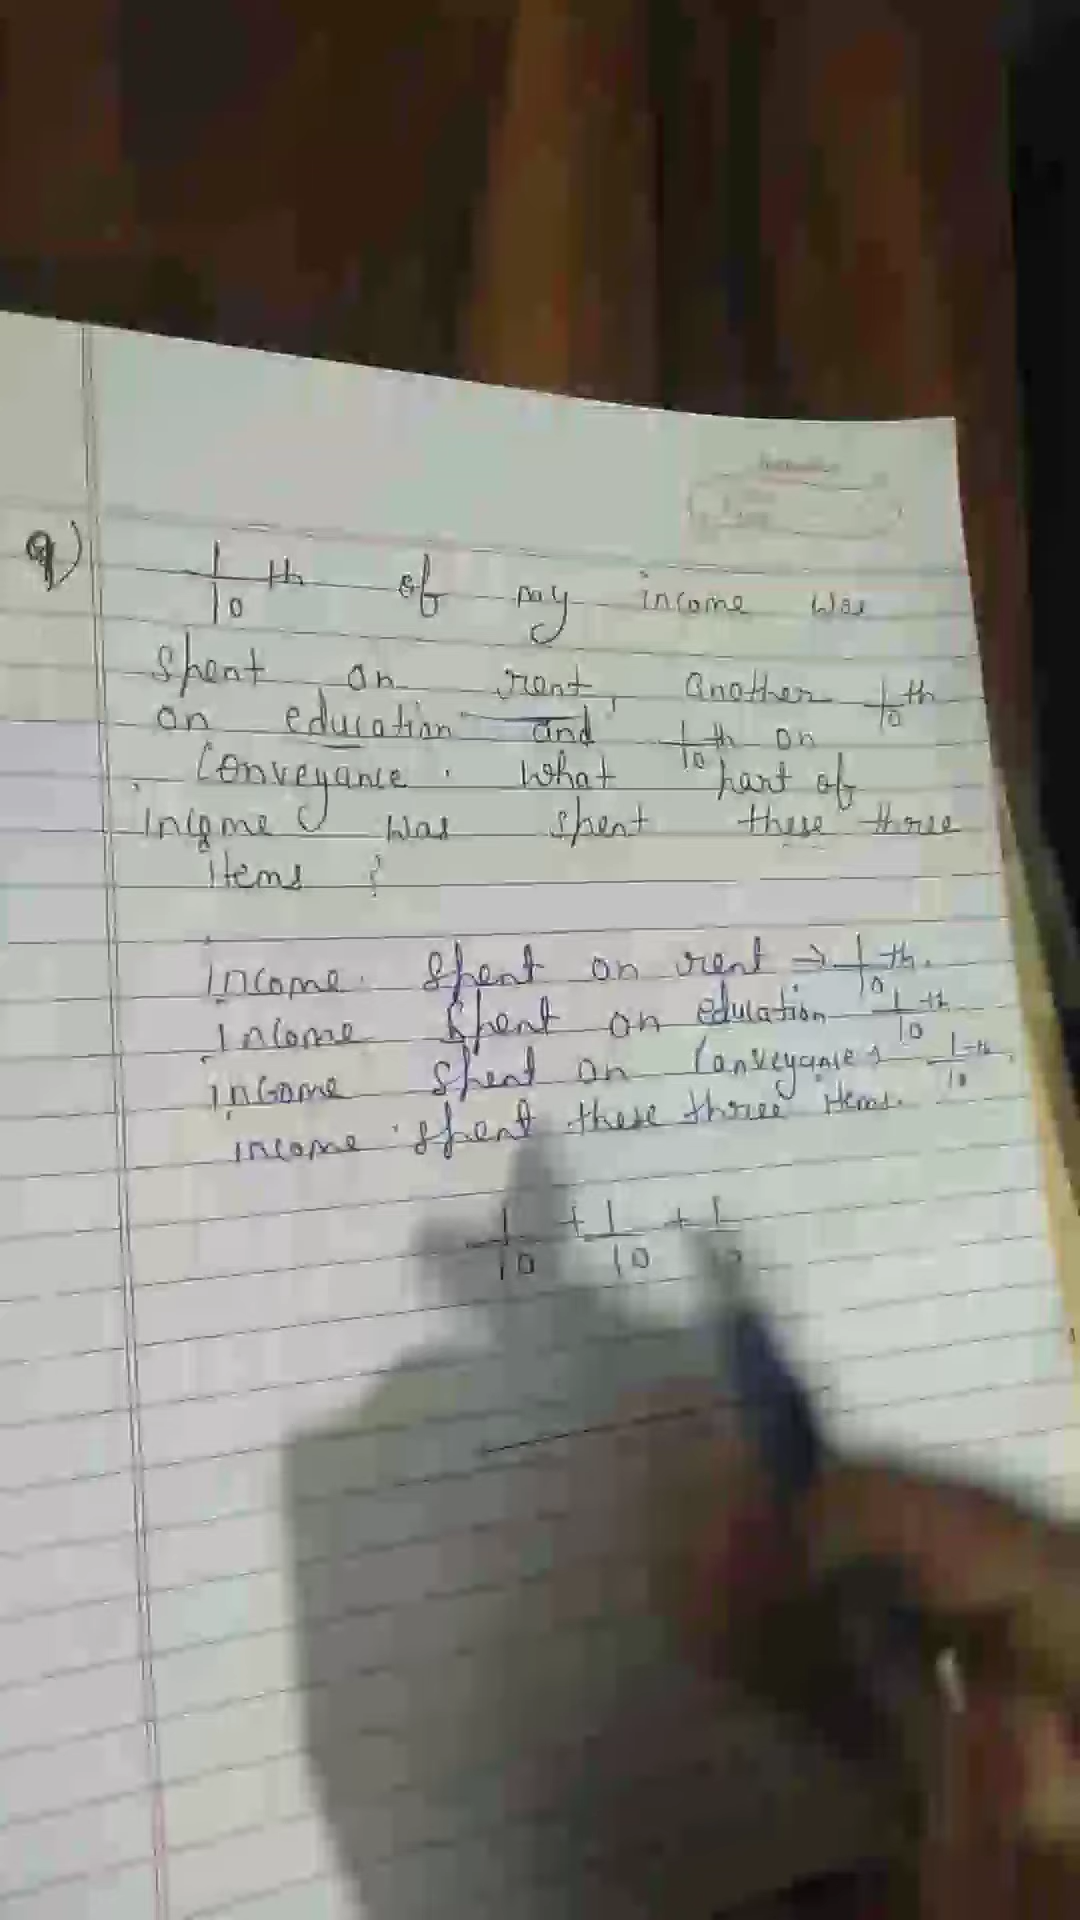 q)
1/10 th of my income was
spent on rent, another 1/10 th
on education and 1/10 th on
Conveyance. What part of
income was spent these three
items ?
income spent on rent ⇒ 1/10 th.
income spent on education 1/10 th
income spent on Conveyance 1/10 th.
income spent these three items.
1/10 + 1/10 + 1/10